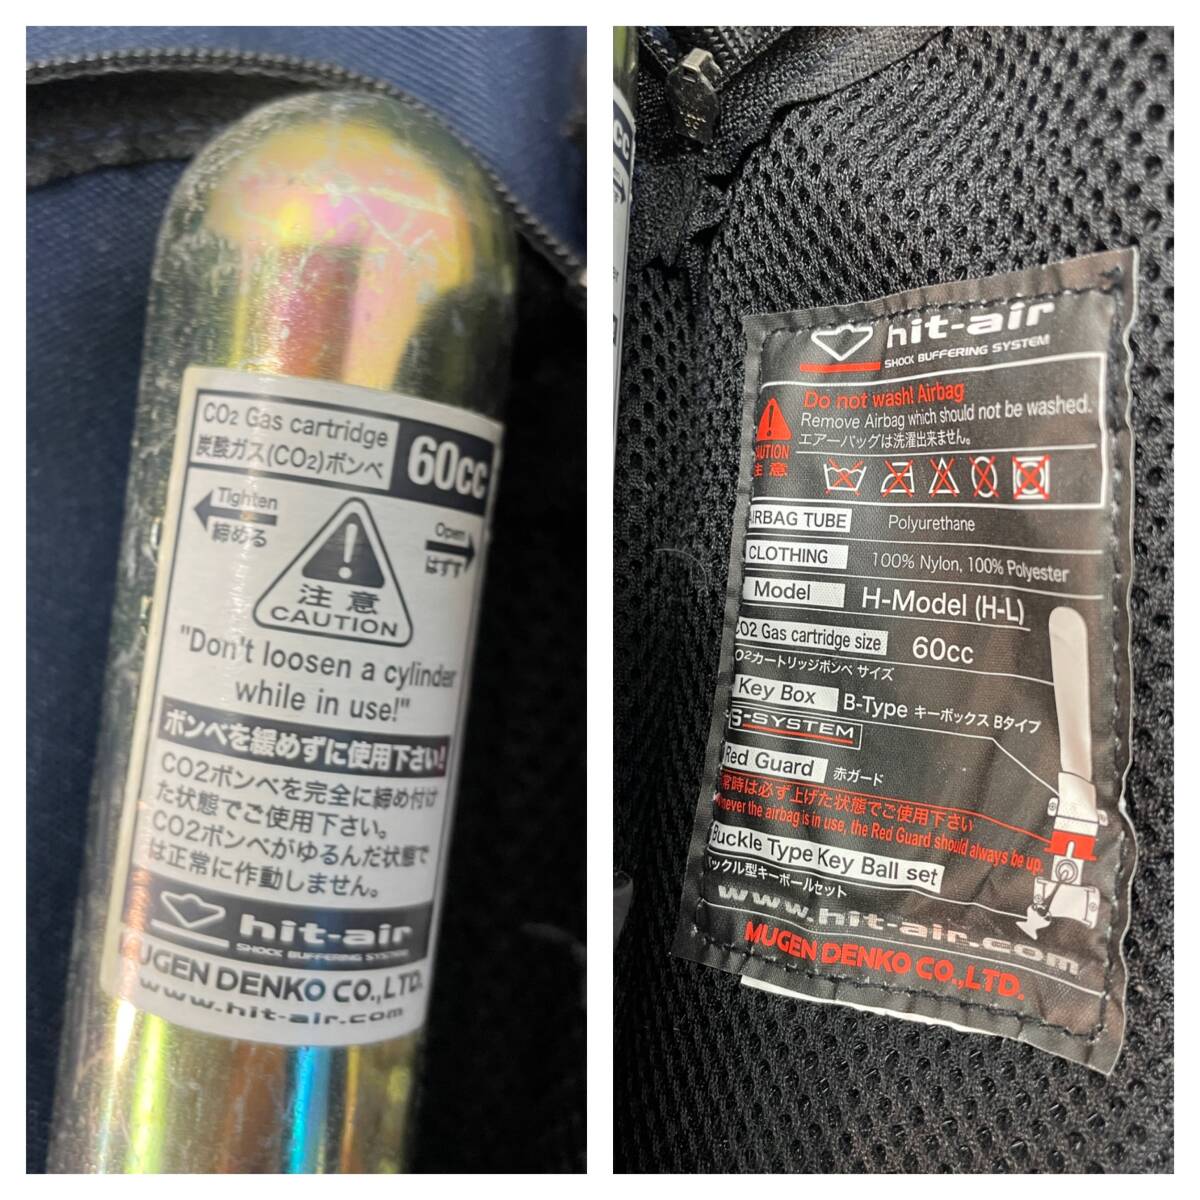 CO2 Gas cartridge
炭酸ガス(CO2)ボンベ
60cc
Tighten
締める
Open
はずす
注意
CAUTION
"Don't loosen a cylinder
while in use!"
ボンベを緩めずに使用下さい!
CO2ボンベを完全に締め付け
た状態でご使用下さい。
CO2ボンベがゆるんだ状態で
は正常に作動しません。
hit-air
SHOCK BUFFERING SYSTEM
MUGEN DENKO CO.,LTD.
www.hit-air.com
hit-air
SHOCK BUFFERING SYSTEM
Do not wash! Airbag
Remove Airbag which should not be washed.
エアーバッグは洗濯出来ません。
CAUTION
注意
AIRBAG TUBE Polyurethane
CLOTHING 100% Nylon, 100% Polyester
Model H-Model (H-L)
CO2 Gas cartridge size 60cc
CO2カートリッジボンベ サイズ
Key Box B-Type キーボックス Bタイプ
S-SYSTEM
Red Guard 赤ガード
常時は必ず上げた状態でご使用下さい
never the airbag is in use, the Red Guard should always be up.
Buckle Type Key Ball set
バックル型キーボールセット
www.hit-air.com
MUGEN DENKO CO.,LTD.